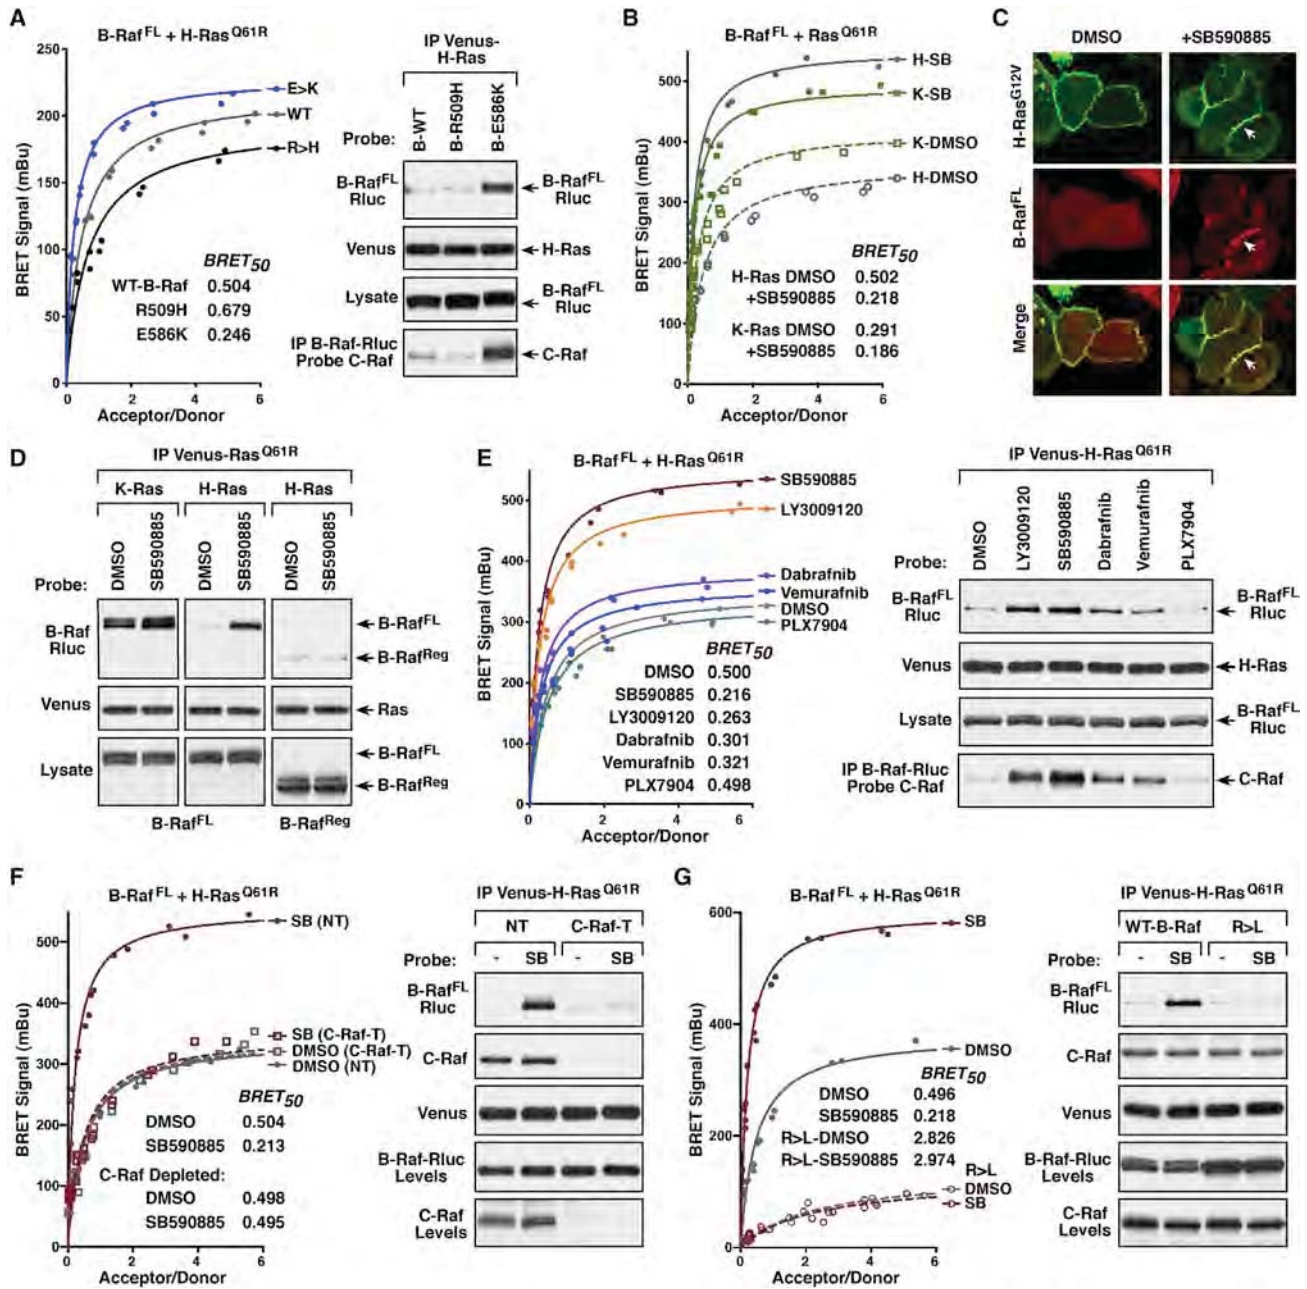 A
B-Raf^FL + H-Ras^Q61R
BRET Signal (mBu)
250
200
150
100
50
0
0 2 4 6
Acceptor/Donor
E>K
WT
R>H
BRET50
WT-B-Raf 0.504
R509H 0.679
E586K 0.246
IP Venus-
H-Ras
Probe:
B-WT
B-R509H
B-E586K
B-Raf^FL
Rluc
B-Raf^FL
Rluc
Venus
H-Ras
Lysate
B-Raf^FL
Rluc
IP B-Raf-Rluc
Probe C-Raf
C-Raf
B
B-Raf^FL + Ras^Q61R
BRET Signal (mBu)
500
400
300
200
100
0
0 2 4 6
Acceptor/Donor
H-SB
K-SB
K-DMSO
H-DMSO
BRET50
H-Ras DMSO 0.502
+SB590885 0.218
K-Ras DMSO 0.291
+SB590885 0.186
C
DMSO
+SB590885
H-Ras^G12V
B-Raf^FL
Merge
D
IP Venus-Ras^Q61R
K-Ras H-Ras H-Ras
Probe:
DMSO
SB590885
DMSO
SB590885
DMSO
SB590885
B-Raf
Rluc
B-Raf^FL
B-Raf^Reg
Venus
Ras
Lysate
B-Raf^FL
B-Raf^Reg
B-Raf^FL
B-Raf^Reg
E
B-Raf^FL + H-Ras^Q61R
BRET Signal (mBu)
500
400
300
200
100
0
0 2 4 6
Acceptor/Donor
SB590885
LY3009120
Dabrafnib
Vemurafnib
DMSO
PLX7904
BRET50
DMSO 0.500
SB590885 0.216
LY3009120 0.263
Dabrafnib 0.301
Vemurafnib 0.321
PLX7904 0.498
IP Venus-H-Ras^Q61R
Probe:
DMSO
LY3009120
SB590885
Dabrafnib
Vemurafnib
PLX7904
B-Raf^FL
Rluc
B-Raf^FL
Rluc
Venus
H-Ras
Lysate
B-Raf^FL
Rluc
IP B-Raf-Rluc
Probe C-Raf
C-Raf
F
B-Raf^FL + H-Ras^Q61R
BRET Signal (mBu)
500
400
300
200
100
0
0 2 4 6
Acceptor/Donor
SB (NT)
SB (C-Raf-T)
DMSO (C-Raf-T)
DMSO (NT)
BRET50
DMSO 0.504
SB590885 0.213
C-Raf Depleted:
DMSO 0.498
SB590885 0.495
IP Venus-H-Ras^Q61R
NT C-Raf-T
Probe: - SB - SB
B-Raf^FL
Rluc
C-Raf
Venus
B-Raf-Rluc
Levels
C-Raf
Levels
G
B-Raf^FL + H-Ras^Q61R
BRET Signal (mBu)
600
400
200
0
0 2 4 6
Acceptor/Donor
SB
DMSO
BRET50
DMSO 0.496
SB590885 0.218
R>L-DMSO 2.826
R>L-SB590885 2.974
R>L
DMSO
SB
IP Venus-H-Ras^Q61R
WT-B-Raf R>L
Probe: - SB - SB
B-Raf^FL
Rluc
C-Raf
Venus
B-Raf-Rluc
Levels
C-Raf
Levels